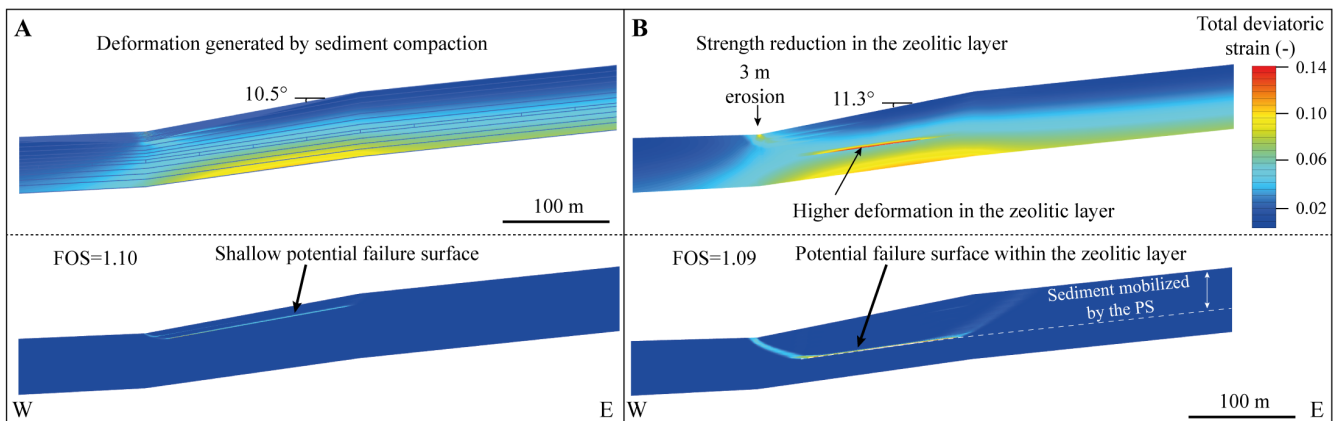 A
Deformation generated by sediment compaction
10.5°
100 m
FOS=1.10
Shallow potential failure surface
W
E
B
Strength reduction in the zeolitic layer
3 m
erosion
11.3°
Higher deformation in the zeolitic layer
Total deviatoric
strain (-)
0.14
0.10
0.06
0.02
FOS=1.09
Potential failure surface within the zeolitic layer
Sediment mobilized
by the PS
W
E
100 m